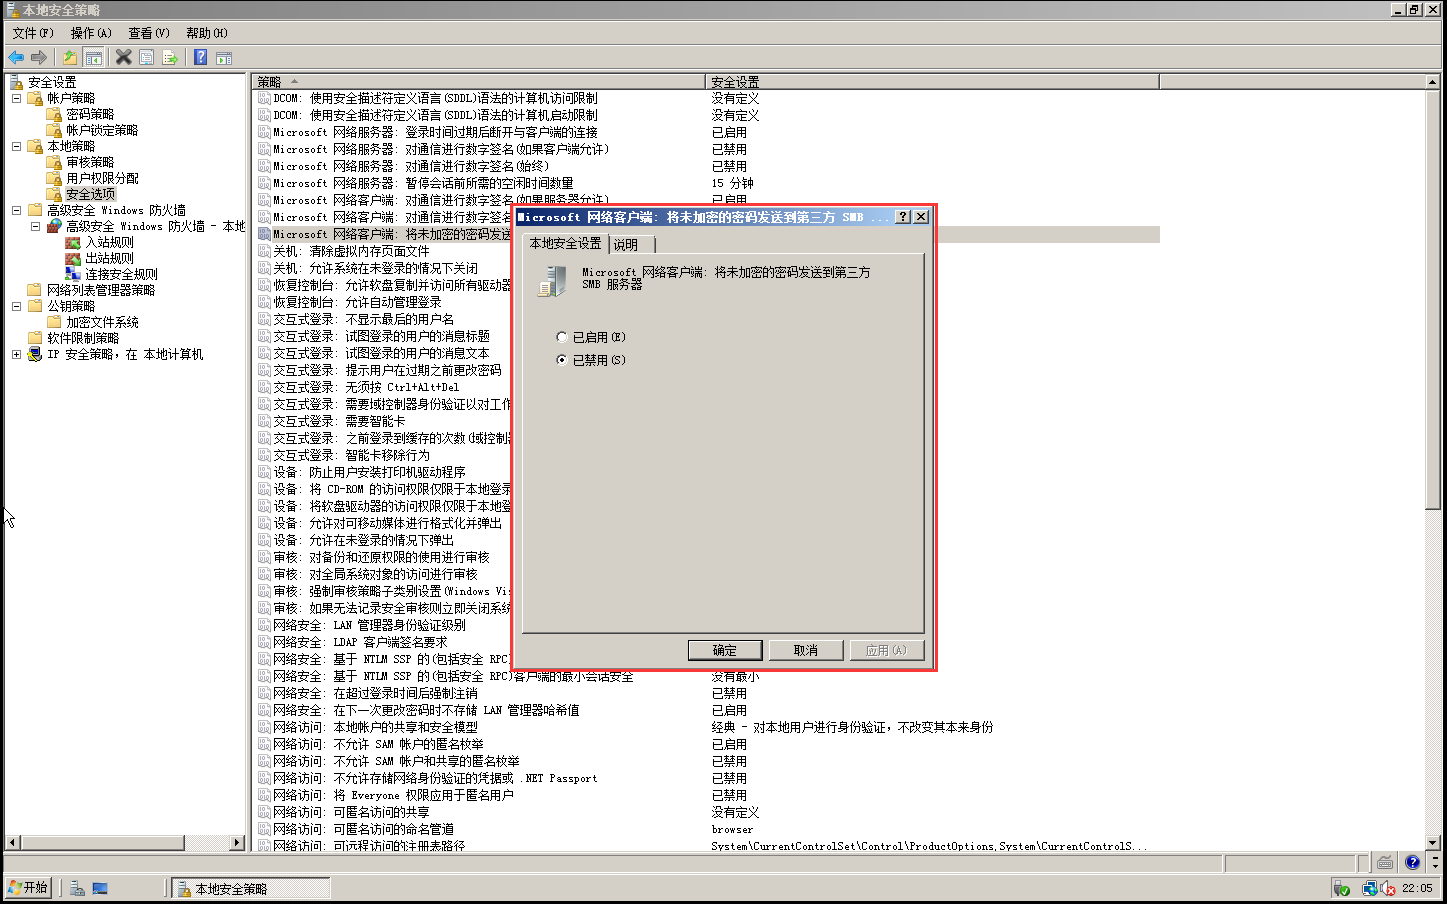 本地安全策略
文件(F) 操作(A) 查看(V) 帮助(H)
安全设置
帐户策略
密码策略
帐户锁定策略
本地策略
审核策略
用户权限分配
安全选项
高级安全 Windows 防火墙
高级安全 Windows 防火墙 - 本地
入站规则
出站规则
连接安全规则
网络列表管理器策略
公钥策略
加密文件系统
软件限制策略
IP 安全策略，在 本地计算机
策略 安全设置
DCOM: 使用安全描述符定义语言(SDDL)语法的计算机访问限制 没有定义
DCOM: 使用安全描述符定义语言(SDDL)语法的计算机启动限制 没有定义
Microsoft 网络服务器: 登录时间过期后断开与客户端的连接 已启用
Microsoft 网络服务器: 对通信进行数字签名(如果客户端允许) 已禁用
Microsoft 网络服务器: 对通信进行数字签名(始终) 已禁用
Microsoft 网络服务器: 暂停会话前所需的空闲时间数量 15 分钟
Microsoft 网络客户端: 对通信进行数字签名(如果服务器允许) 已启用
Microsoft 网络客户端: 对通信进行数字签名
Microsoft 网络客户端: 将未加密的密码发送
关机: 清除虚拟内存页面文件
关机: 允许系统在未登录的情况下关闭
恢复控制台: 允许软盘复制并访问所有驱动器
恢复控制台: 允许自动管理登录
交互式登录: 不显示最后的用户名
交互式登录: 试图登录的用户的消息标题
交互式登录: 试图登录的用户的消息文本
交互式登录: 提示用户在过期之前更改密码
交互式登录: 无须按 Ctrl+Alt+Del
交互式登录: 需要域控制器身份验证以对工作
交互式登录: 需要智能卡
交互式登录: 之前登录到缓存的次数(域控制器
交互式登录: 智能卡移除行为
设备: 防止用户安装打印机驱动程序
设备: 将 CD-ROM 的访问权限仅限于本地登录
设备: 将软盘驱动器的访问权限仅限于本地登
设备: 允许对可移动媒体进行格式化并弹出
设备: 允许在未登录的情况下弹出
审核: 对备份和还原权限的使用进行审核
审核: 对全局系统对象的访问进行审核
审核: 强制审核策略子类别设置(Windows Vis
审核: 如果无法记录安全审核则立即关闭系统
网络安全: LAN 管理器身份验证级别
网络安全: LDAP 客户端签名要求
网络安全: 基于 NTLM SSP 的(包括安全 RPC)
网络安全: 基于 NTLM SSP 的(包括安全 RPC)客户端的最小会话安全 没有最小
网络安全: 在超过登录时间后强制注销 已禁用
网络安全: 在下一次更改密码时不存储 LAN 管理器哈希值 已启用
网络访问: 本地帐户的共享和安全模型 经典 - 对本地用户进行身份验证，不改变其本来身份
网络访问: 不允许 SAM 帐户的匿名枚举 已启用
网络访问: 不允许 SAM 帐户和共享的匿名枚举 已禁用
网络访问: 不允许存储网络身份验证的凭据或 .NET Passport 已禁用
网络访问: 将 Everyone 权限应用于匿名用户 已禁用
网络访问: 可匿名访问的共享 没有定义
网络访问: 可匿名访问的命名管道 browser
网络访问: 可远程访问的注册表路径 System\CurrentControlSet\Control\ProductOptions,System\CurrentControlS...
Microsoft 网络客户端: 将未加密的密码发送到第三方 SMB ...
本地安全设置 说明
Microsoft 网络客户端: 将未加密的密码发送到第三方
SMB 服务器
已启用(E)
已禁用(S)
确定 取消 应用(A)
开始 本地安全策略 22:05